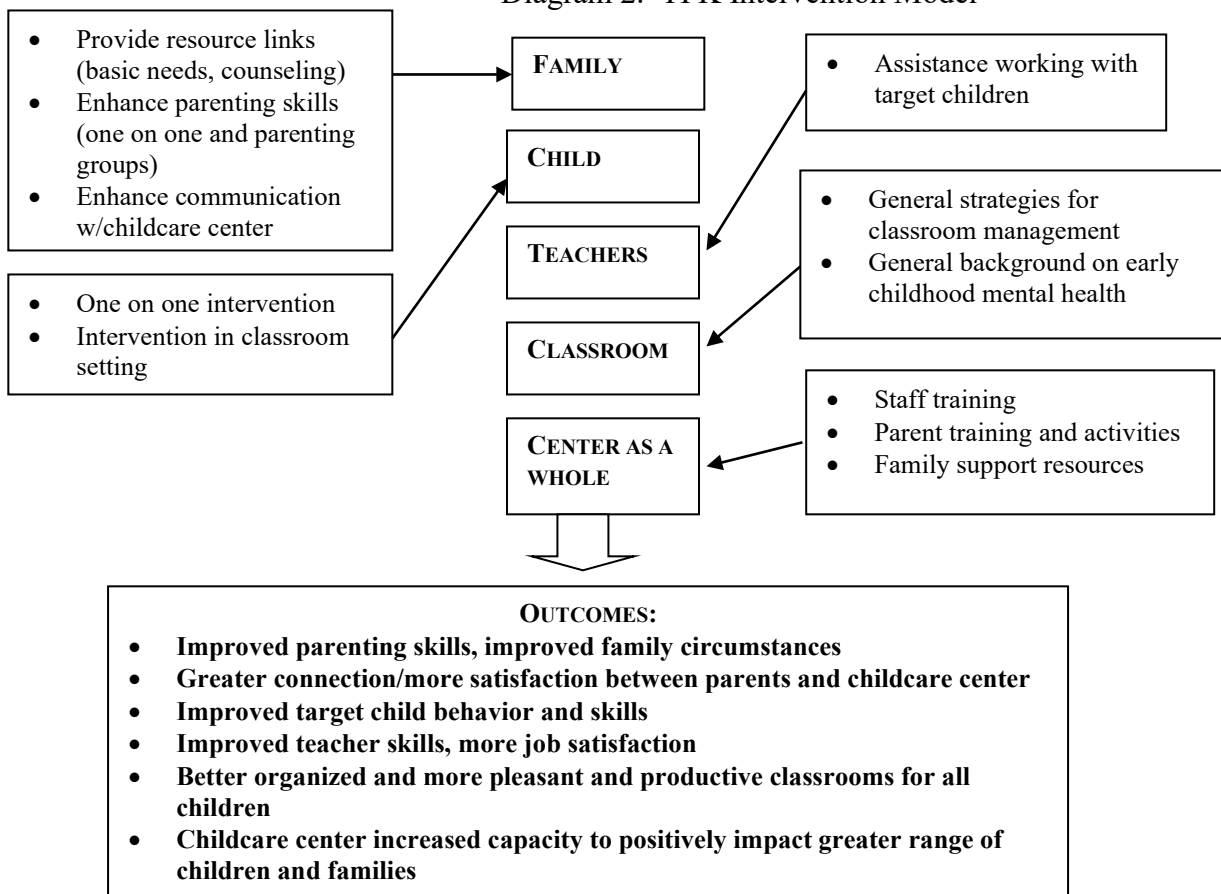 Diagram 2:
Intervention Model
• Provide resource links
(basic needs, counseling)
• Enhance parenting skills
(one on one and parenting
groups)
• Enhance communication
w/childcare center
• One on one intervention
• Intervention in classroom
setting
FAMILY
CHILD
TEACHERS
CLASSROOM
CENTER AS A
WHOLE
• Assistance working with
target children
• General strategies for
classroom management
• General background on early
childhood mental health
• Staff training
• Parent training and activities
• Family support resources
OUTCOMES:
• Improved parenting skills, improved family circumstances
• Greater connection/more satisfaction between parents and childcare center
• Improved target child behavior and skills
• Improved teacher skills, more job satisfaction
• Better organized and more pleasant and productive classrooms for all
children
• Childcare center increased capacity to positively impact greater range of
children and families